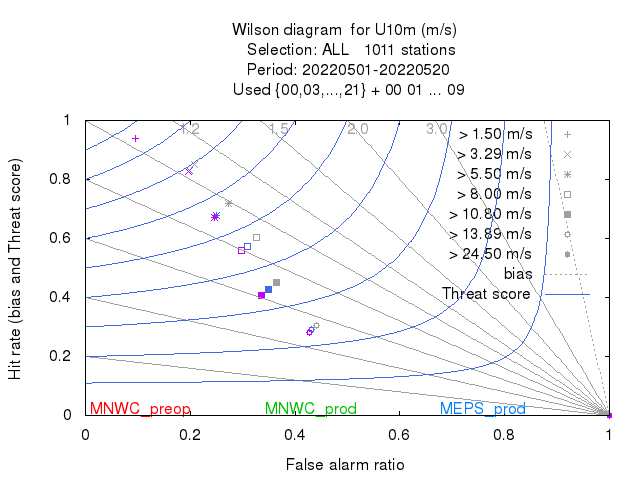 Wilson diagram for U10m (m/s)
Selection: ALL 1011 stations
Period: 20220501-20220520
Used {00,03,...,21} + 00 01 ... 09
Hit rate (bias and Threat score)
1
0.8
0.6
0.4
0.2
0
1.2 1.5 2.0 3.0
> 1.50 m/s
> 3.29 m/s
> 5.50 m/s
> 8.00 m/s
> 10.80 m/s
> 13.89 m/s
> 24.50 m/s
bias
Threat score
MNWC_preop MNWC_prod MEPS_prod
0 0.2 0.4 0.6 0.8 1
False alarm ratio